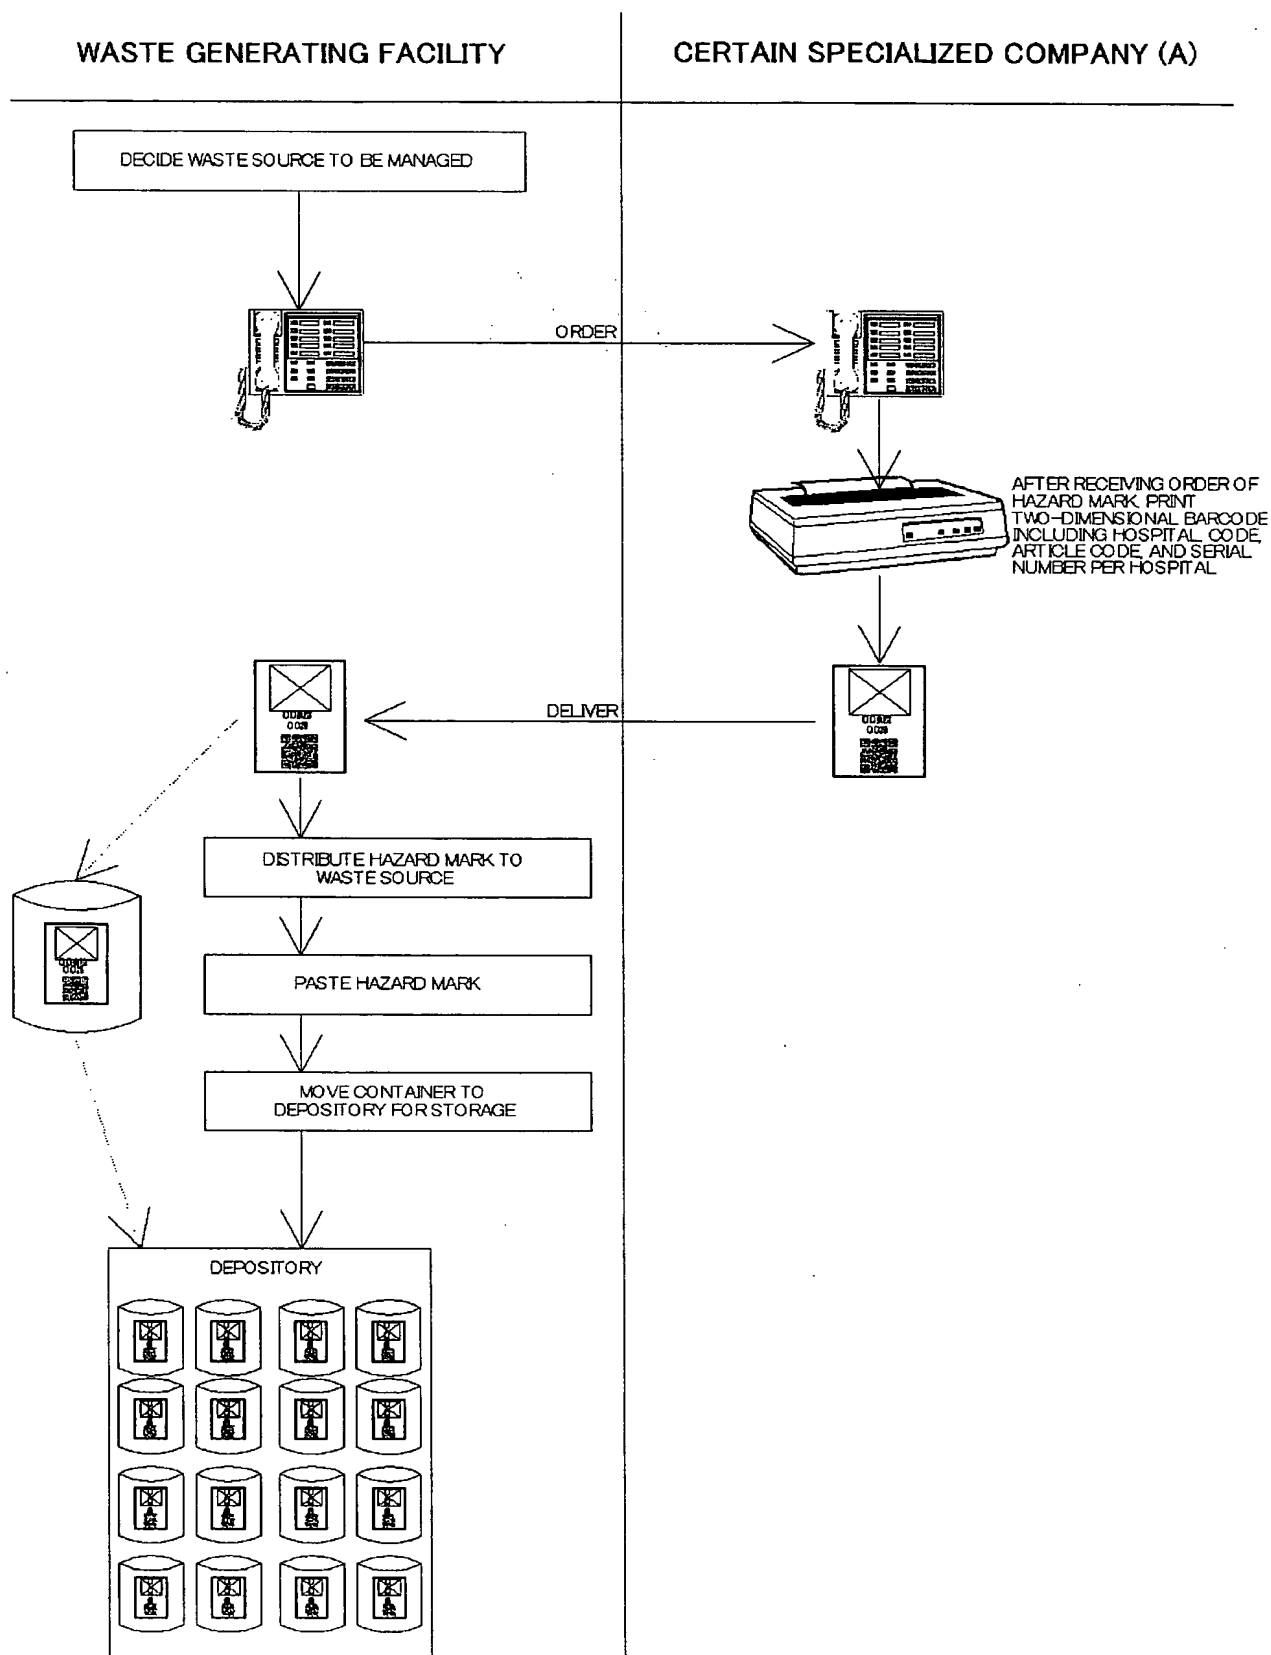 WASTE GENERATING FACILITY
CERTAIN SPECIALIZED COMPANY (A)
DECIDE WASTE SOURCE TO BE MANAGED
ORDER
AFTER RECEIVING ORDER OF
HAZARD MARK, PRINT
TWO-DIMENSIONAL BARCODE
INCLUDING HOSPITAL CODE,
ARTICLE CODE, AND SERIAL
NUMBER PER HOSPITAL
DELIVER
DISTRIBUTE HAZARD MARK TO
WASTE SOURCE
PASTE HAZARD MARK
MOVE CONTAINER TO
DEPOSITORY FOR STORAGE
DEPOSITORY